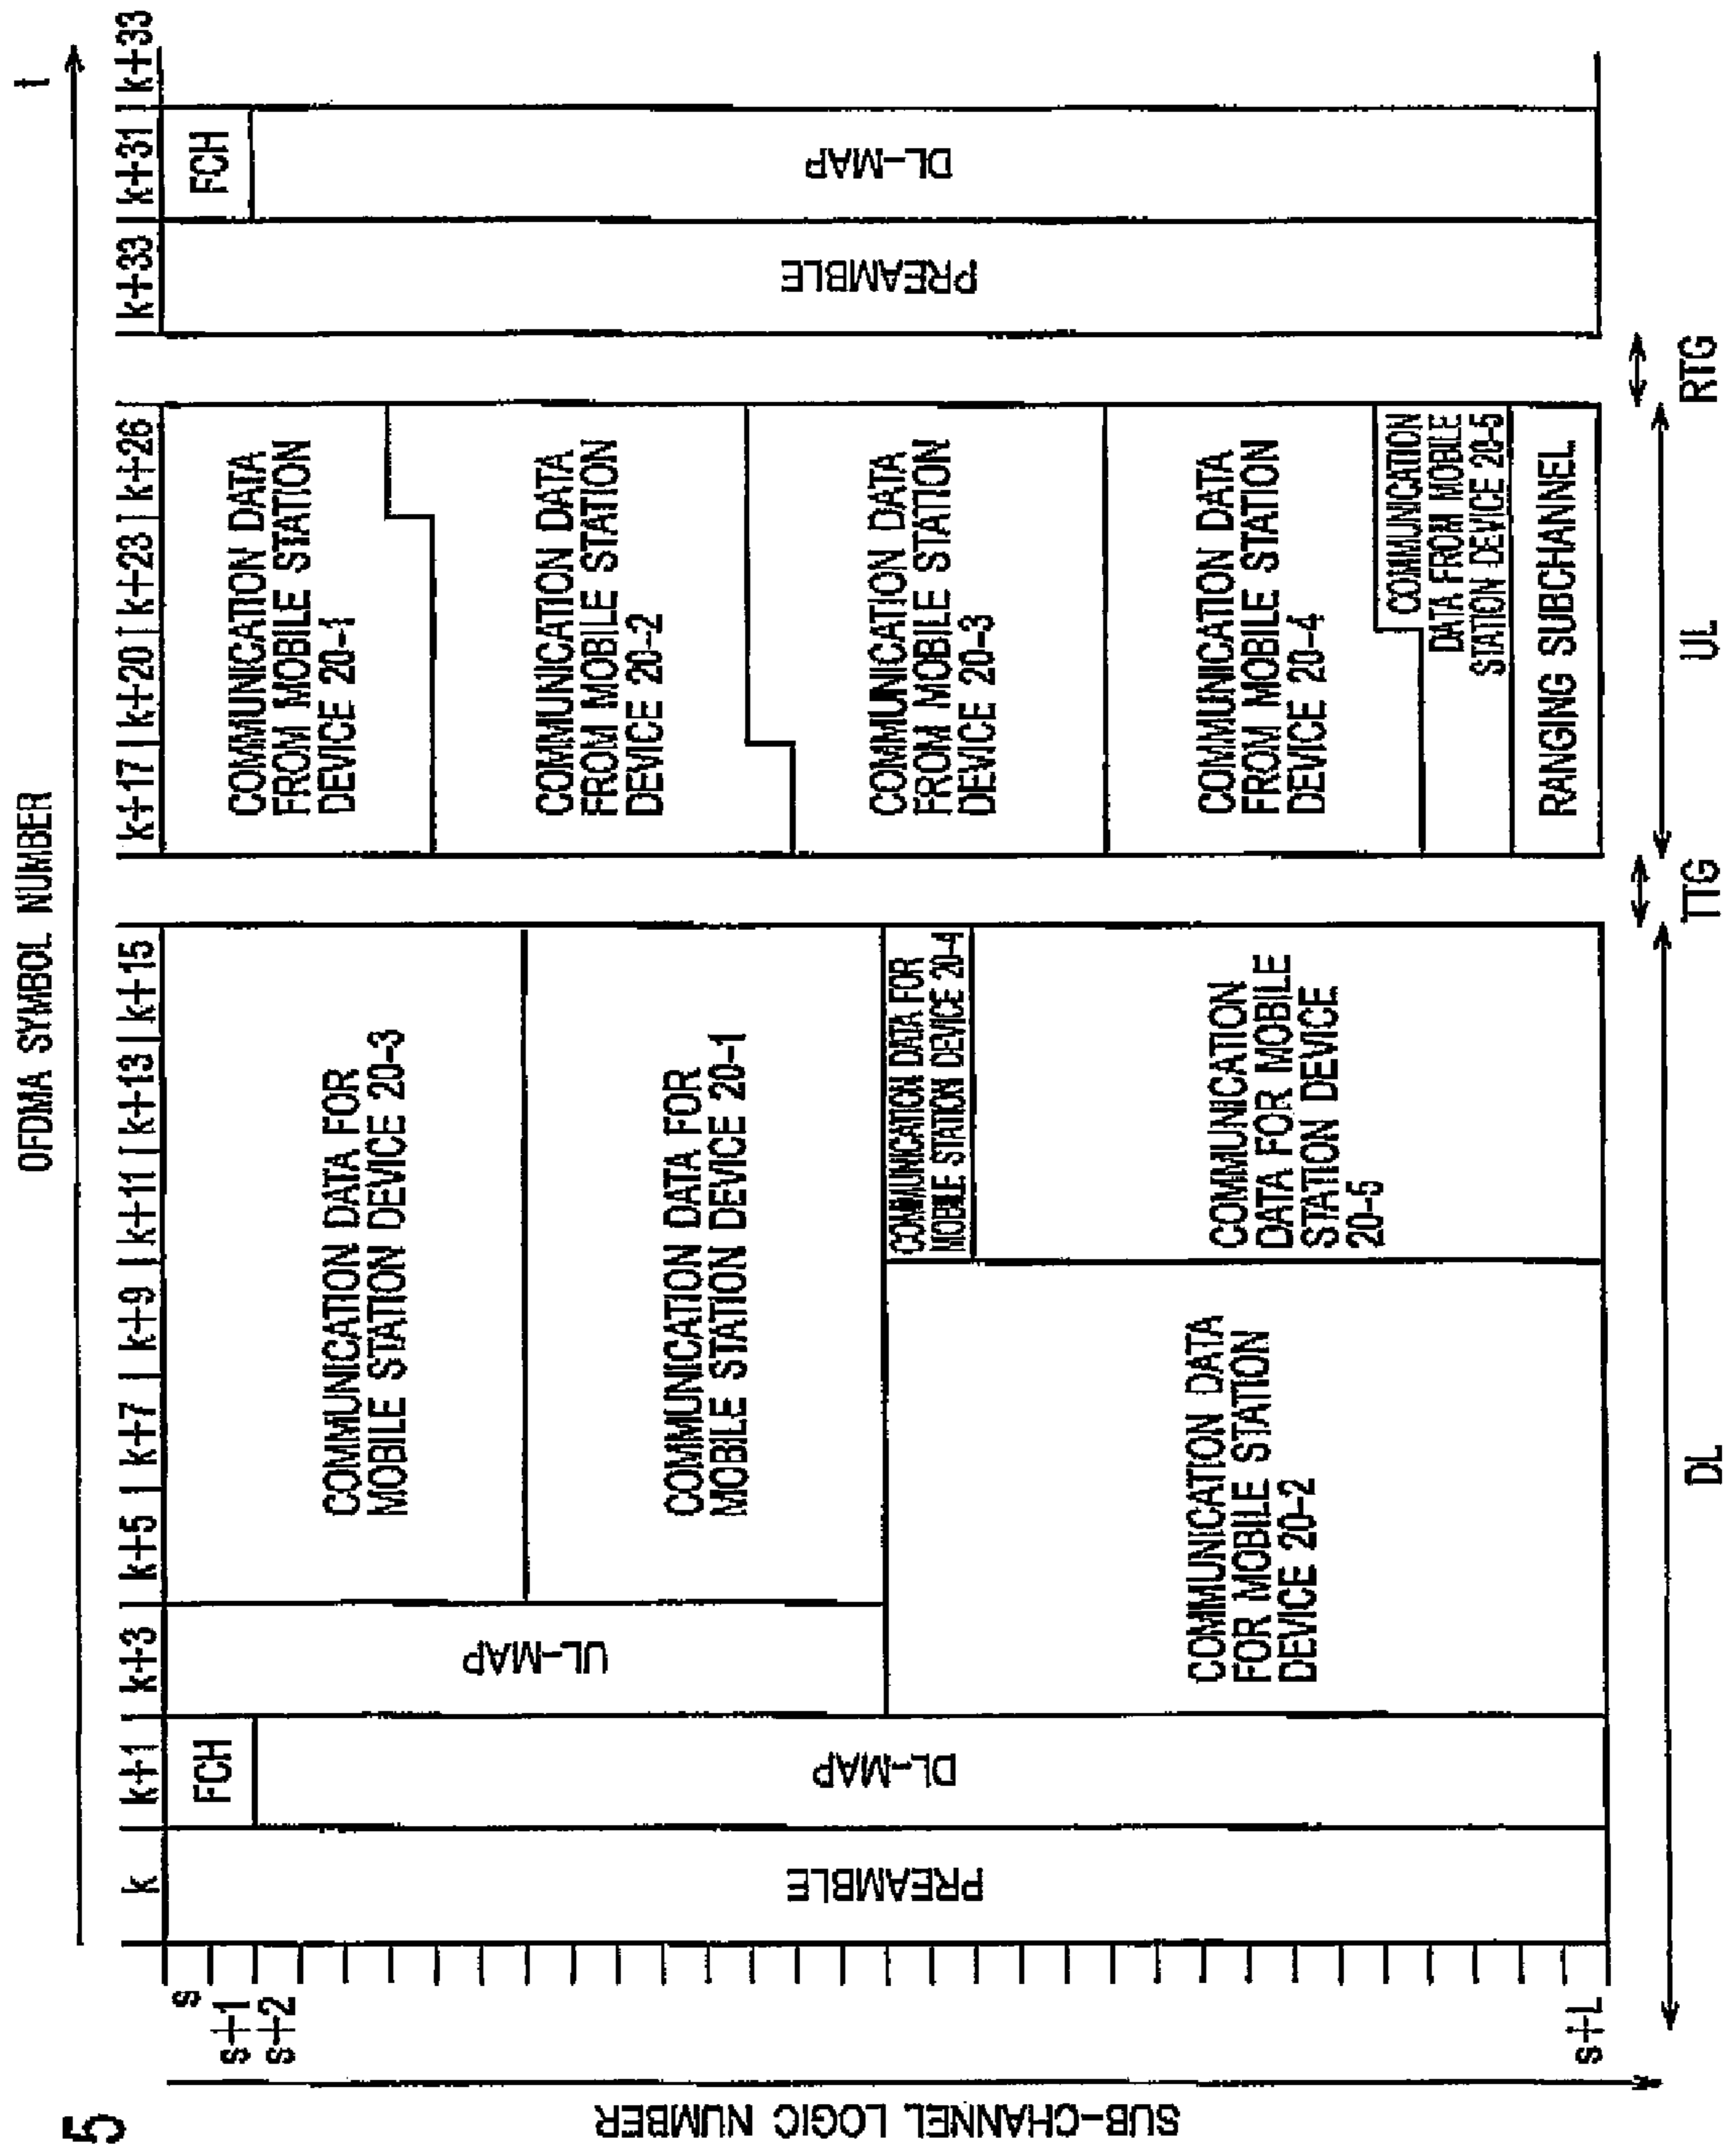 5
OFDMA SYMBOL NUMBER
t
k
k+1
k+3
k+5
k+7
k+9
k+11
k+13
k+15
k+17
k+20
k+23
k+26
k+33
k+31
k+33
SUB-CHANNEL LOGIC NUMBER
s
s+1
s+2
s+L
PREAMBLE
FCH
DL-MAP
UL-MAP
COMMUNICATION DATA FOR
MOBILE STATION DEVICE 20-3
COMMUNICATION DATA FOR
MOBILE STATION DEVICE 20-1
COMMUNICATION DATA
FOR MOBILE STATION
DEVICE 20-2
COMMUNICATION DATA FOR
MOBILE STATION DEVICE 20-4
COMMUNICATION
DATA FOR MOBILE
STATION DEVICE
20-5
COMMUNICATION DATA
FROM MOBILE STATION
DEVICE 20-1
COMMUNICATION DATA
FROM MOBILE STATION
DEVICE 20-2
COMMUNICATION DATA
FROM MOBILE STATION
DEVICE 20-3
COMMUNICATION DATA
FROM MOBILE STATION
DEVICE 20-4
COMMUNICATION
DATA FROM MOBILE
STATION DEVICE 20-5
RANGING SUBCHANNEL
PREAMBLE
FCH
DL-MAP
DL
TTG
UL
RTG